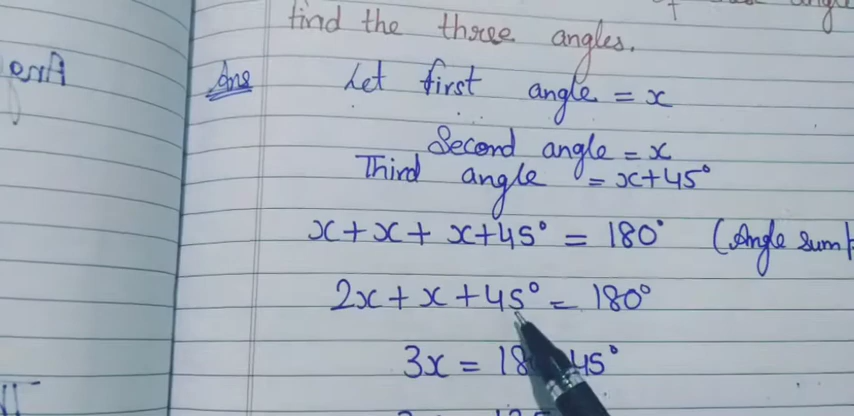 find the three angles.
Ans Let first angle = x
Second angle = x
Third angle = x+45°
x+x+ x+45° = 180° (Angle sum
2x + x +45° = 180°
3x = 18 45°